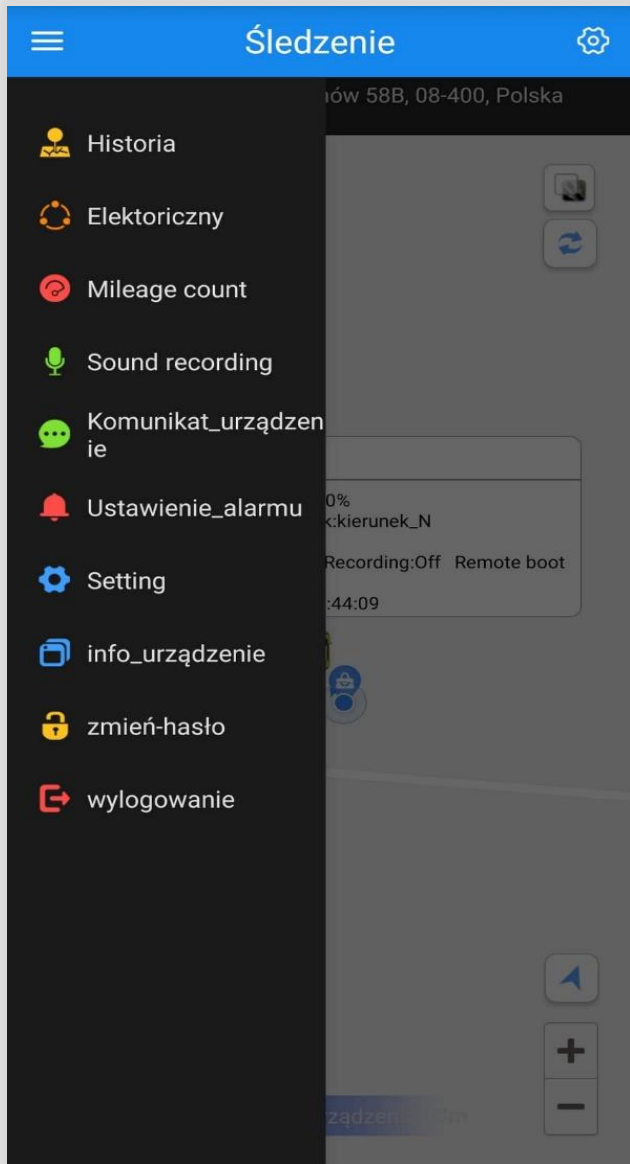 Śledzenie
58B, 08-400, Polska
Historia
Elektoriczny
Mileage count
Sound recording
Komunikat_urządzen
ie
Ustawienie_alarmu
Setting
info_urządzenie
zmień-hasło
wylogowanie
0%
:kierunek_N
Recording:Off Remote boot
:44:09